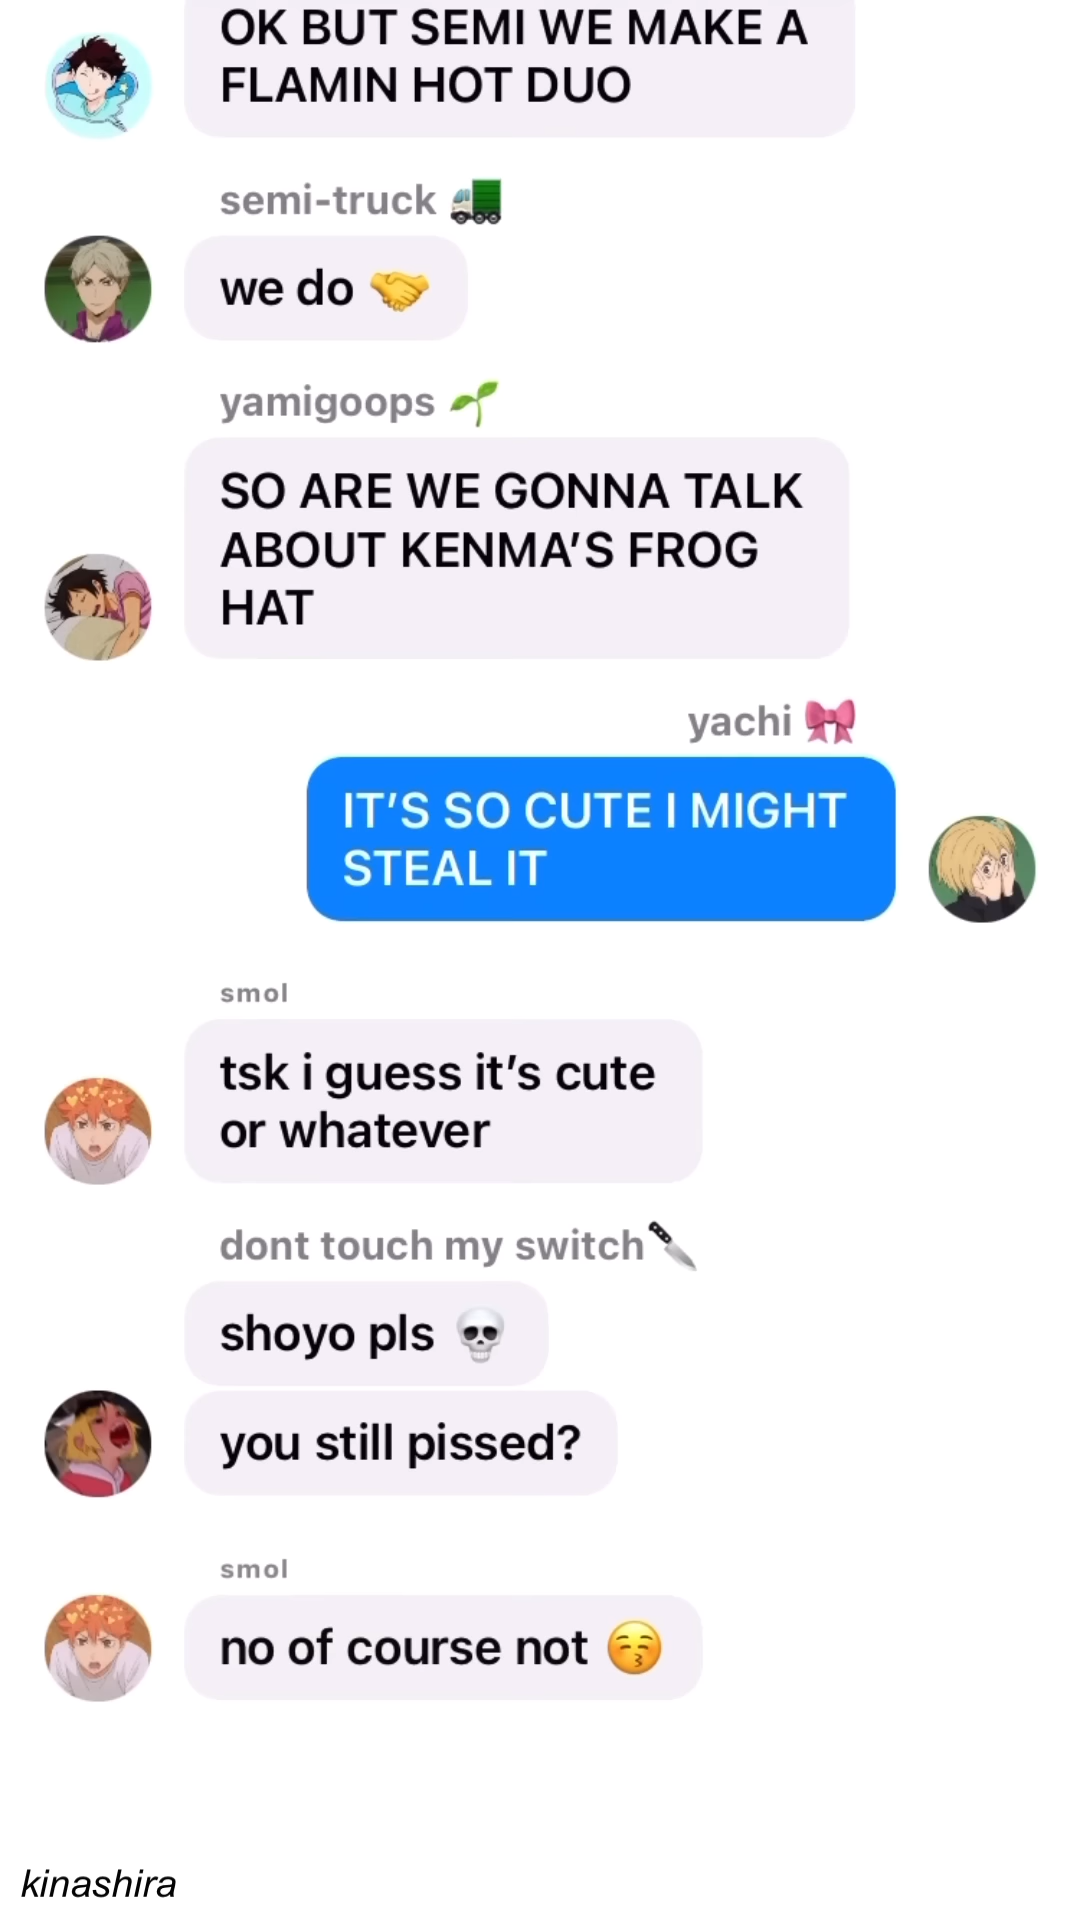 OK BUT SEMI WE MAKE A
FLAMIN HOT DUO
semi-truck 🚛
we do 🤝
yamigoops 🌱
SO ARE WE GONNA TALK
ABOUT KENMA’S FROG
HAT
yachi 🎀
IT’S SO CUTE I MIGHT
STEAL IT
smol
tsk i guess it’s cute
or whatever
dont touch my switch🔪
shoyo pls 💀
you still pissed?
smol
no of course not 😚
kinashira